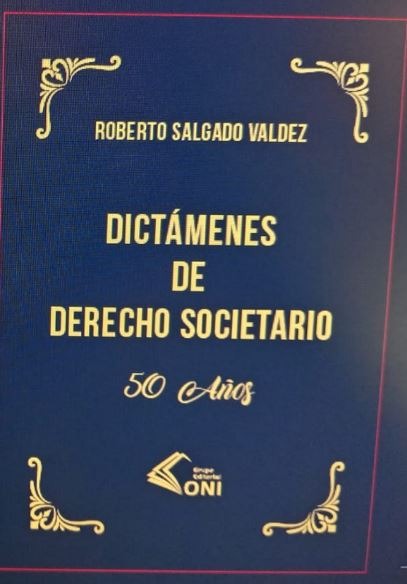 ROBERTO SALGADO VALDEZ
DICTÁMENES
DE
DERECHO SOCIETARIO
50 Años
Grupo
Editorial
ONI